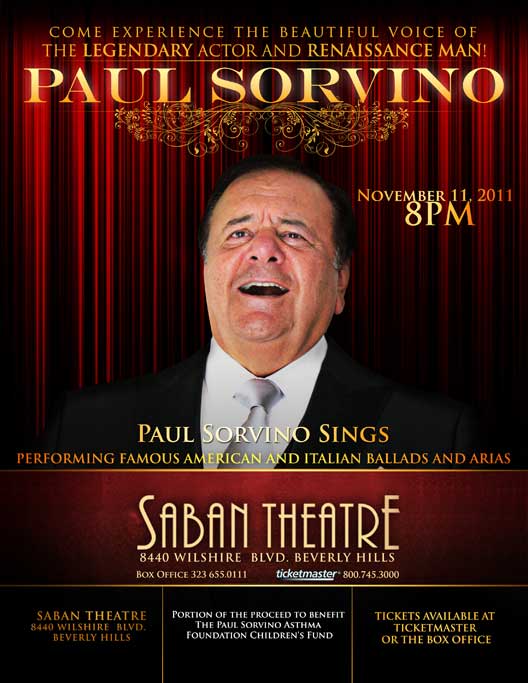 COME EXPERIENCE THE BEAUTIFUL VOICE OF
THE LEGENDARY ACTOR AND RENAISSANCE MAN!
PAUL SORVINO
NOVEMBER 11, 2011
8PM
PAUL SORVINO SINGS
PERFORMING FAMOUS AMERICAN AND ITALIAN BALLADS AND ARIAS
SABAN THEATRE
8440 WILSHIRE BLVD. BEVERLY HILLS
BOX OFFICE 323 655.0111 ticketmaster® 800.745.3000
SABAN THEATRE
8440 WILSHIRE BLVD.
BEVERLY HILLS
PORTION OF THE PROCEED TO BENEFIT
THE PAUL SORVINO ASTHMA
FOUNDATION CHILDREN'S FUND
TICKETS AVAILABLE AT
TICKETMASTER
OR THE BOX OFFICE